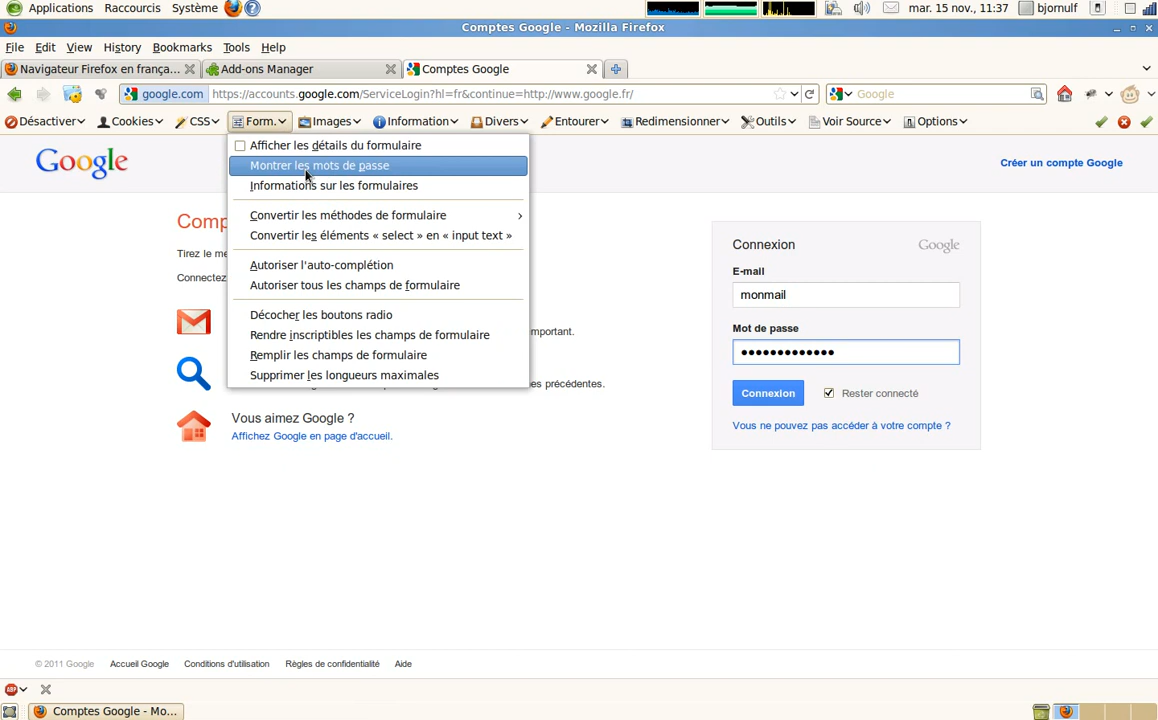 Applications Raccourcis Système mar. 15 nov., 11:37 bjornulf
Comptes Google - Mozilla Firefox
File Edit View History Bookmarks Tools Help
Navigateur Firefox en frança... Add-ons Manager Comptes Google
google.com https://accounts.google.com/ServiceLogin?hl=fr&continue=http://www.google.fr/ Google
Désactiver Cookies CSS Form. Images Information Divers Entourer Redimensionner Outils Voir Source Options
Google Créer un compte Google
Afficher les détails du formulaire
Montrer les mots de passe
Informations sur les formulaires
Convertir les méthodes de formulaire
Convertir les éléments « select » en « input text »
Autoriser l'auto-complétion
Autoriser tous les champs de formulaire
Décocher les boutons radio
Rendre inscriptibles les champs de formulaire
Remplir les champs de formulaire
Supprimer les longueurs maximales
Comp
Tirez le me
Connectez
mportant.
es précédentes.
Vous aimez Google ?
Affichez Google en page d'accueil.
Connexion Google
E-mail
monmail
Mot de passe
•••••••••••••
Connexion Rester connecté
Vous ne pouvez pas accéder à votre compte ?
© 2011 Google Accueil Google Conditions d'utilisation Règles de confidentialité Aide
ABP
Comptes Google - Mo...